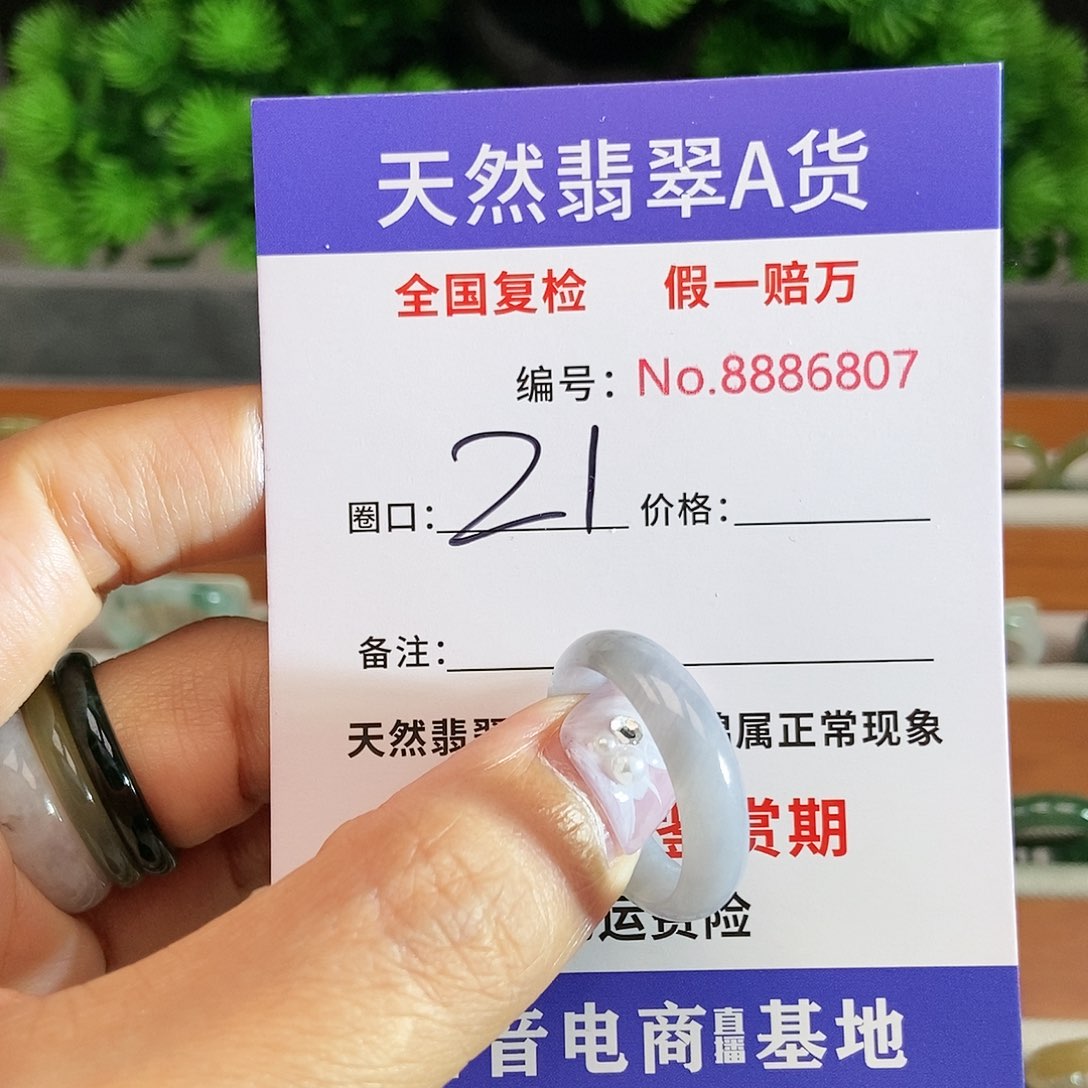 天然翡翠A货
全国复检 假一赔万
编号：No.8886807
圈口：21 价格：
备注：
天然翡 属正常现象
赏期
运费险
音电商直播基地